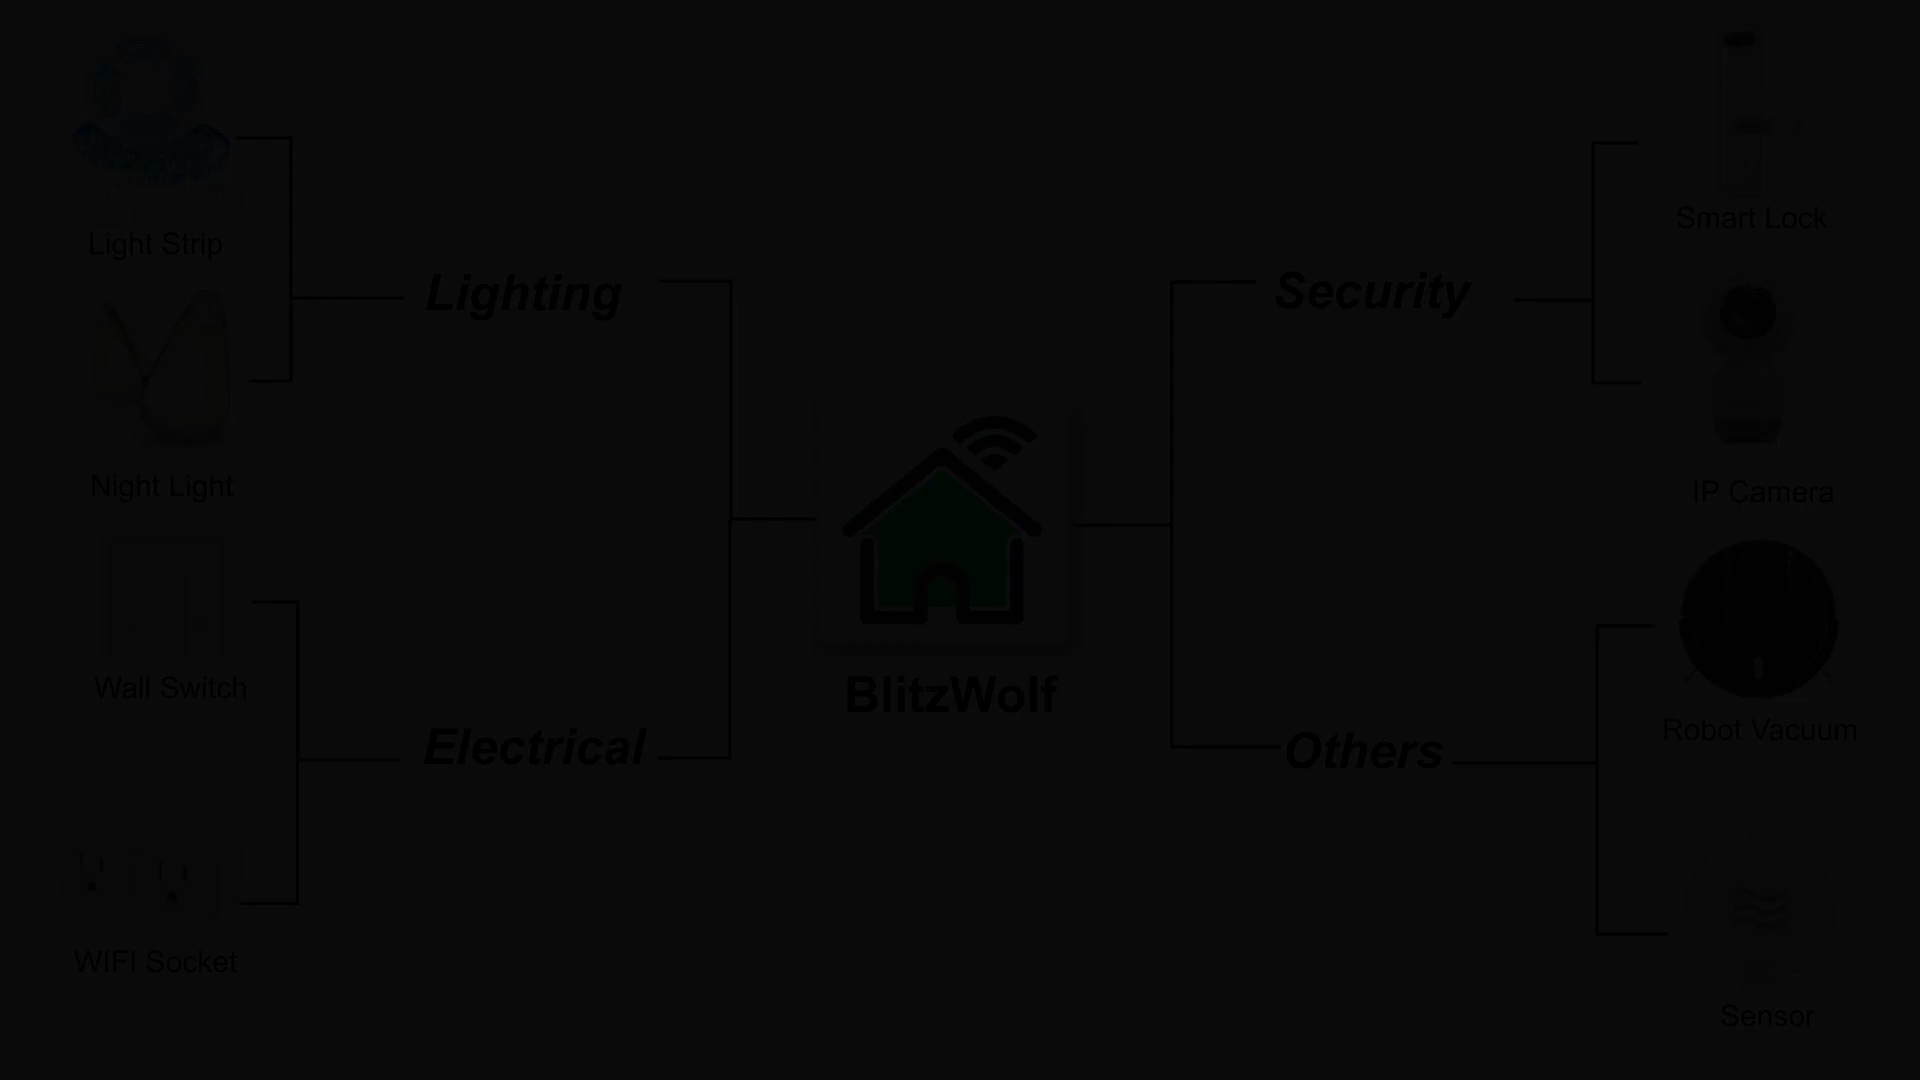 Light Strip
Night Light
Lighting
Wall Switch
WIFI Socket
Electrical
BlitzWolf
Security
Smart Lock
IP Camera
Others
Robot Vacuum
Sensor